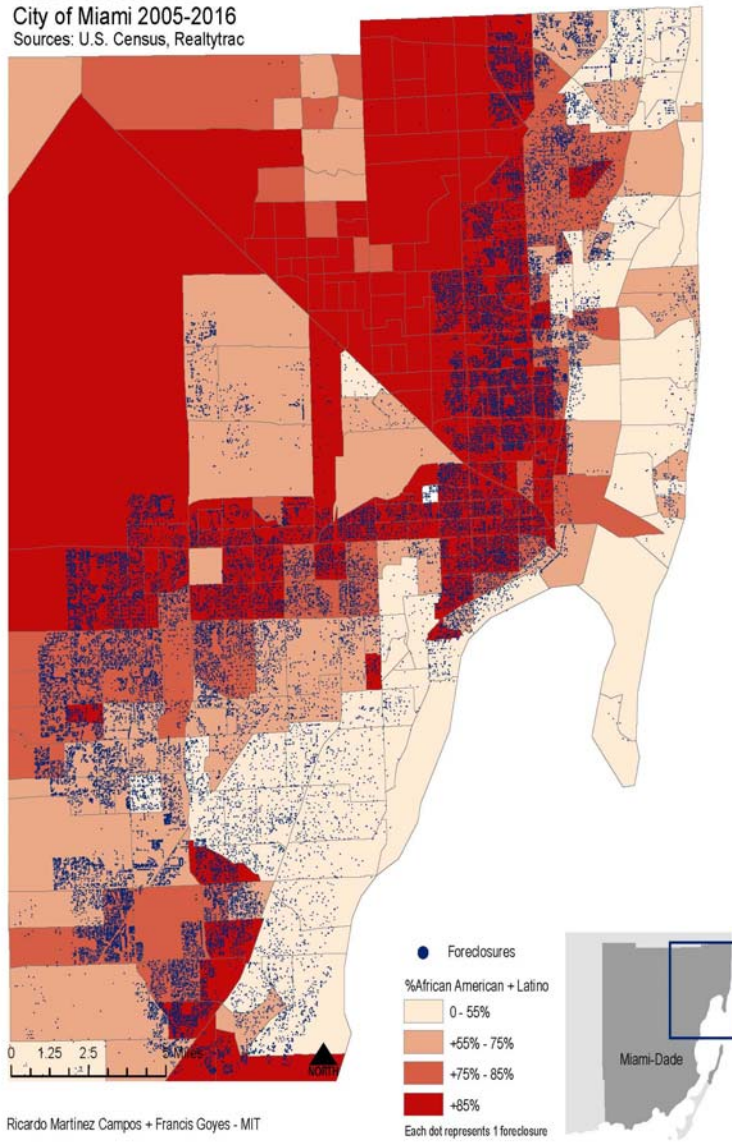 City of Miami 2005-2016
Sources: U.S. Census, Realtytrac
Foreclosures
%African American + Latino
0 - 55%
+55% - 75%
+75% - 85%
+85%
Each dot represents 1 foreclosure
Miami-Dade
0 1.25 2.5 5 Miles
NORTH
Ricardo Martinez Campos + Francis Goyes - MIT